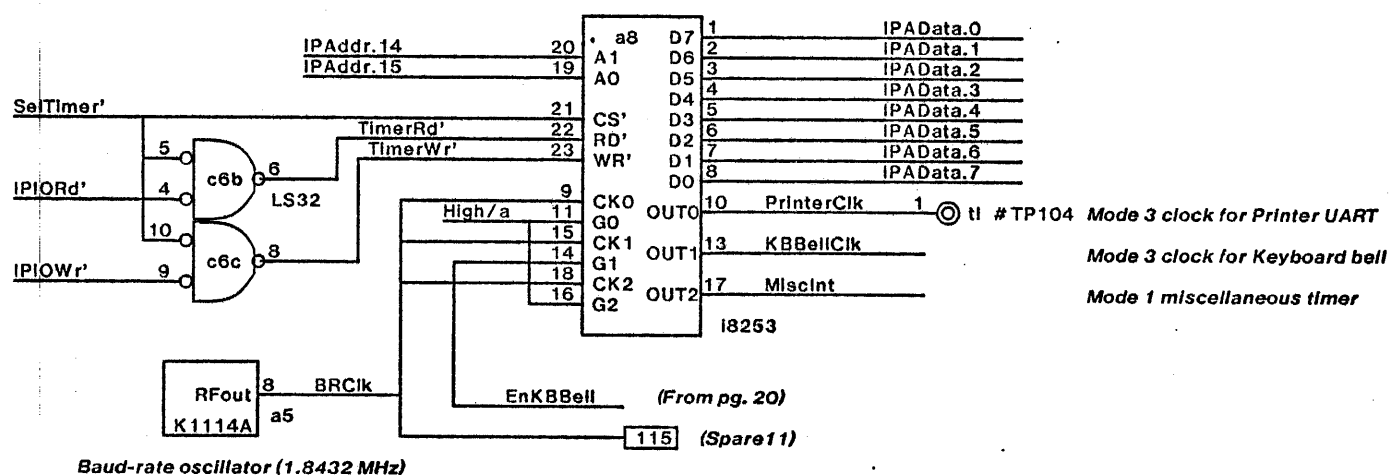 IPAddr.14 20 . a8 D7 1 IPAData.0
IPAddr.15 19 A1 D6 2 IPAData.1
A0 D5 3 IPAData.2
D4 4 IPAData.3
SelTimer' 21 CS' D3 5 IPAData.4
TimerRd' 22 RD' D2 6 IPAData.5
TimerWr' 23 WR' D1 7 IPAData.6
D0 8 IPAData.7
5 6
c6b
IPIORd' 4 LS32
10 8
c6c
IPIOWr' 9
9 CK0 OUT0 10 PrinterClk 1 tl #TP104 Mode 3 clock for Printer UART
High/a 11 G0
15 CK1 OUT1 13 KBBellClk Mode 3 clock for Keyboard bell
14 G1
18 CK2 OUT2 17 MiscInt Mode 1 miscellaneous timer
16 G2
i8253
RFout 8 BRClk
K1114A a5
EnKBBell (From pg. 20)
115 (Spare11)
Baud-rate oscillator (1.8432 MHz)